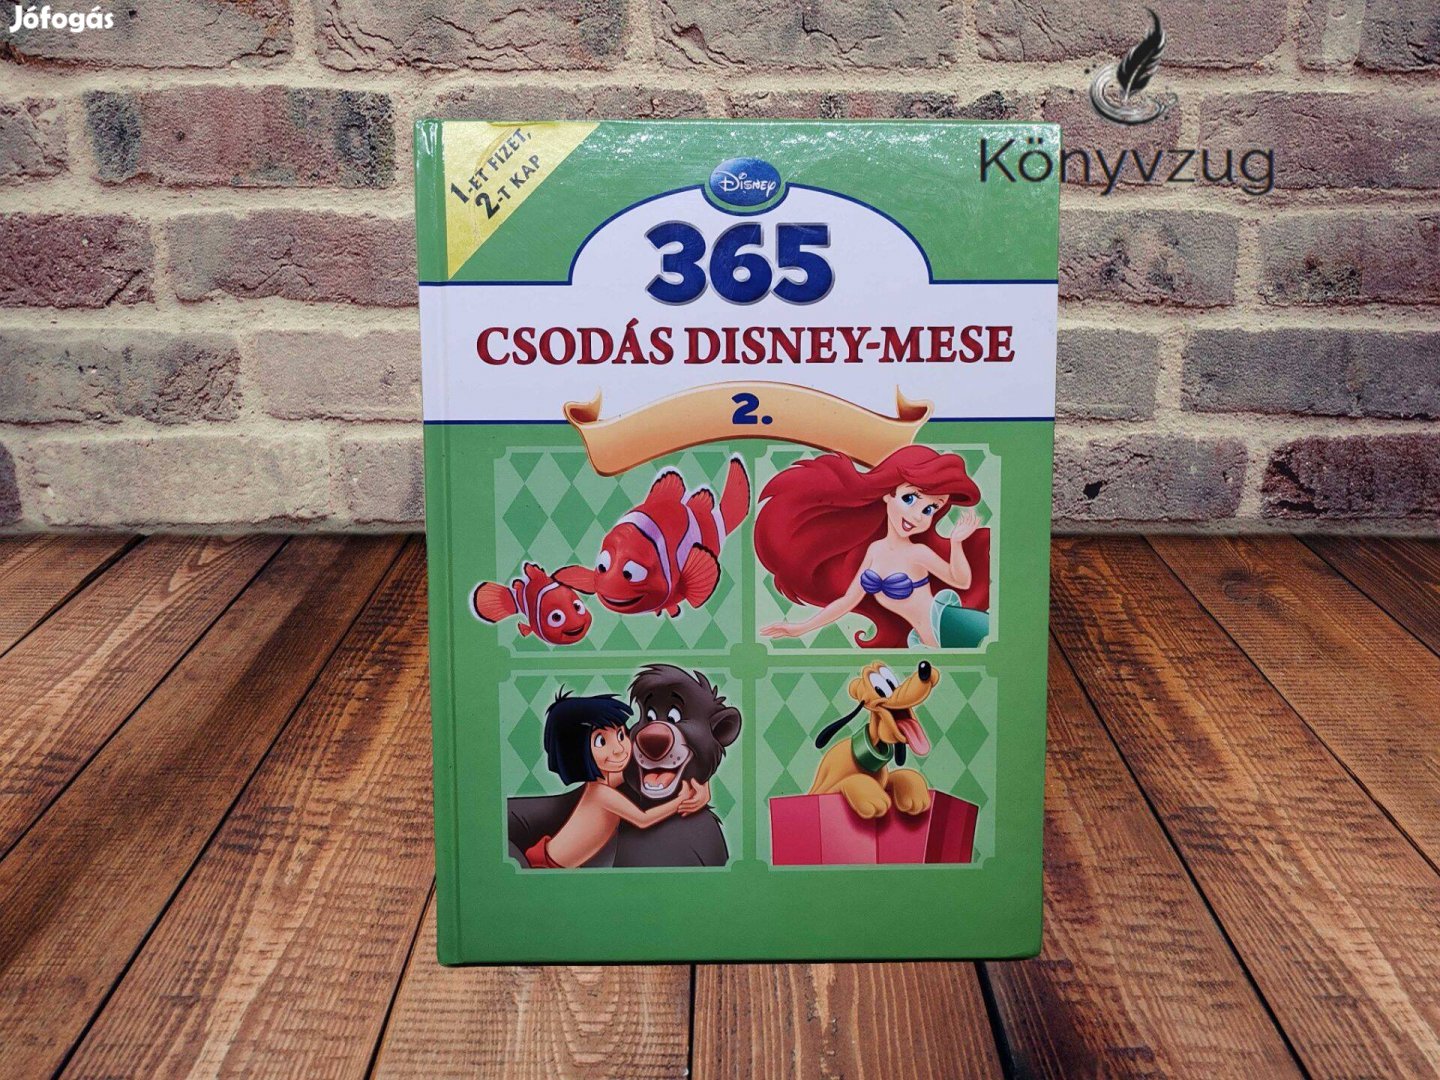 Jófogás
Könyvzug
1-ET FIZET,
2-T KAP
Disney
365
CSODÁS DISNEY-MESE
2.